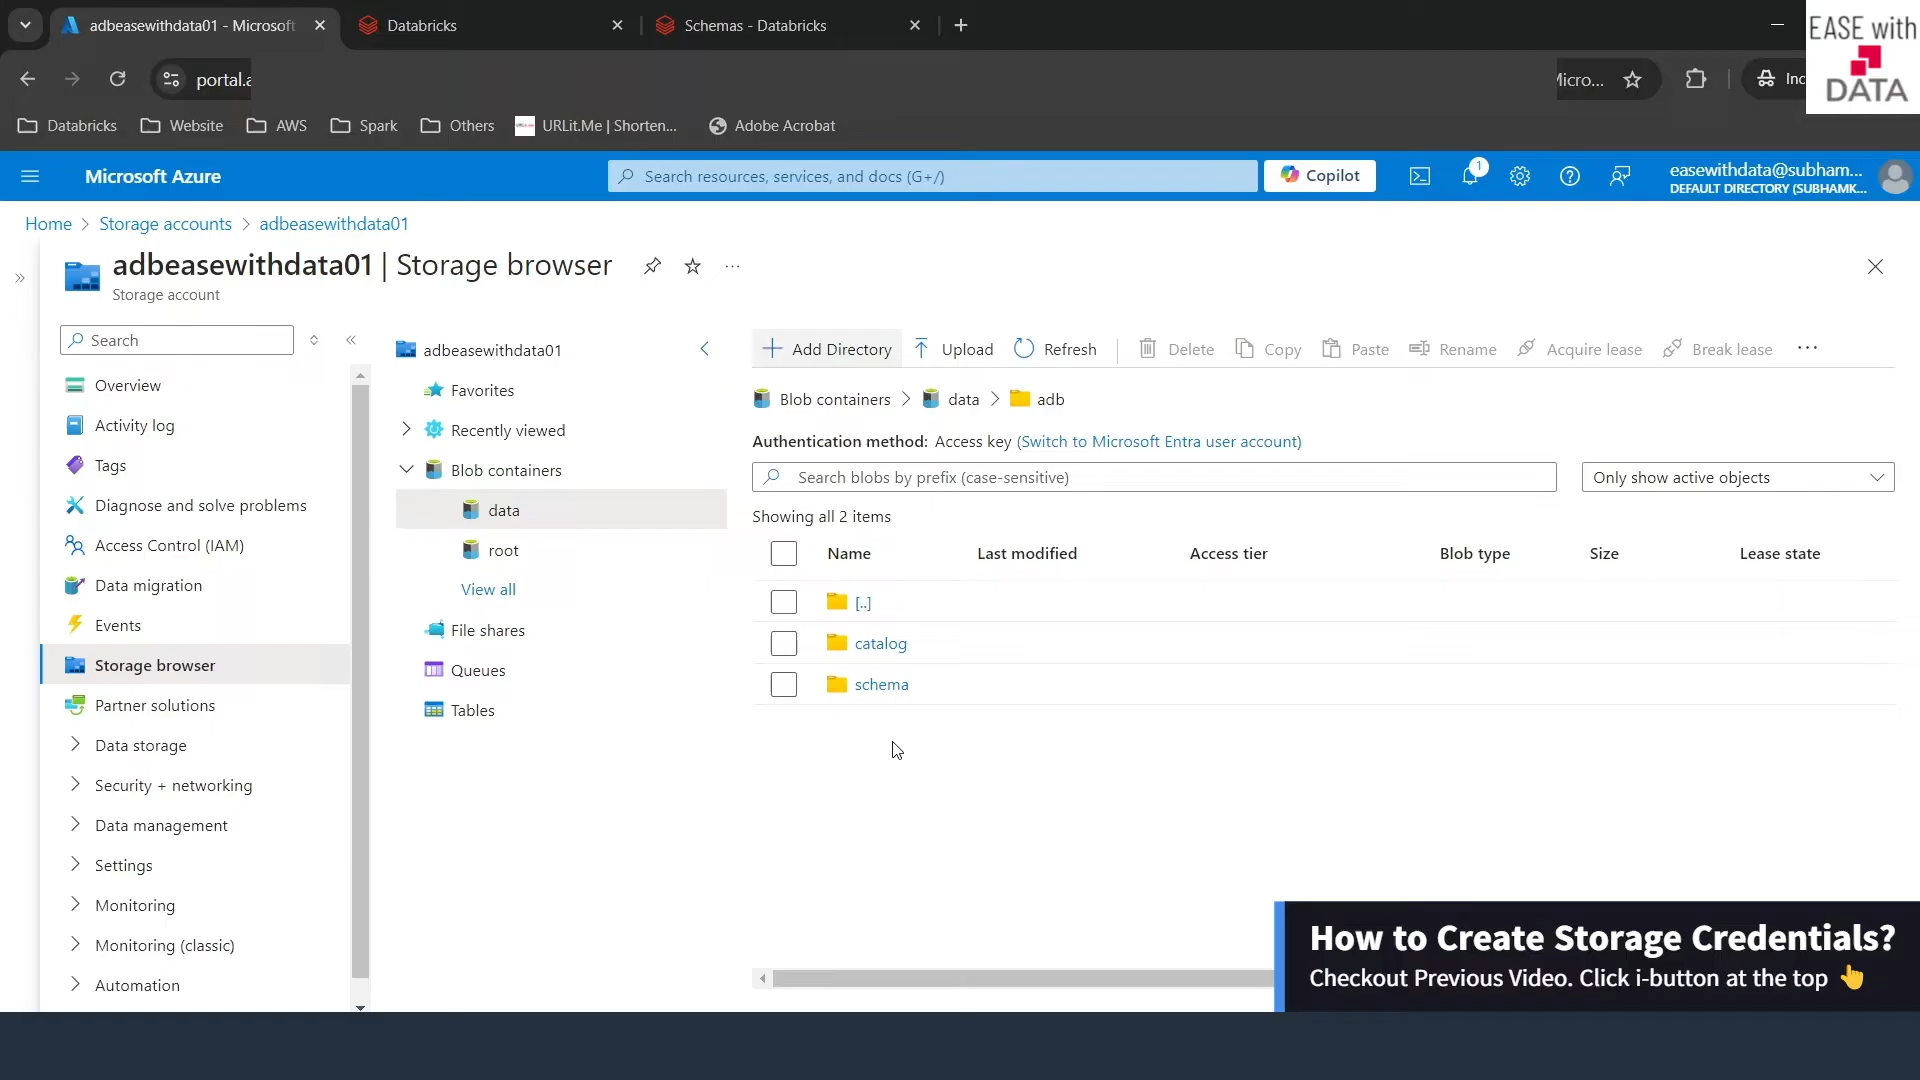 adbeasewithdata01 - Microsoft
Databricks
Schemas - Databricks
EASE with
DATA
portal.a
Micro...
Inc
Databricks
Website
AWS
Spark
Others
URLit.Me | Shorten...
Adobe Acrobat
Microsoft Azure
Search resources, services, and docs (G+/)
Copilot
1
easewithdata@subham...
DEFAULT DIRECTORY (SUBHAMK...
Home > Storage accounts > adbeasewithdata01
adbeasewithdata01 | Storage browser
Storage account
Search
Overview
Activity log
Tags
Diagnose and solve problems
Access Control (IAM)
Data migration
Events
Storage browser
Partner solutions
Data storage
Security + networking
Data management
Settings
Monitoring
Monitoring (classic)
Automation
adbeasewithdata01
Favorites
Recently viewed
Blob containers
data
root
View all
File shares
Queues
Tables
Add Directory
Upload
Refresh
Delete
Copy
Paste
Rename
Acquire lease
Break lease
Blob containers > data > adb
Authentication method: Access key (Switch to Microsoft Entra user account)
Search blobs by prefix (case-sensitive)
Only show active objects
Showing all 2 items
Name Last modified Access tier Blob type Size Lease state
[..]
catalog
schema
How to Create Storage Credentials?
Checkout Previous Video. Click i-button at the top 👆